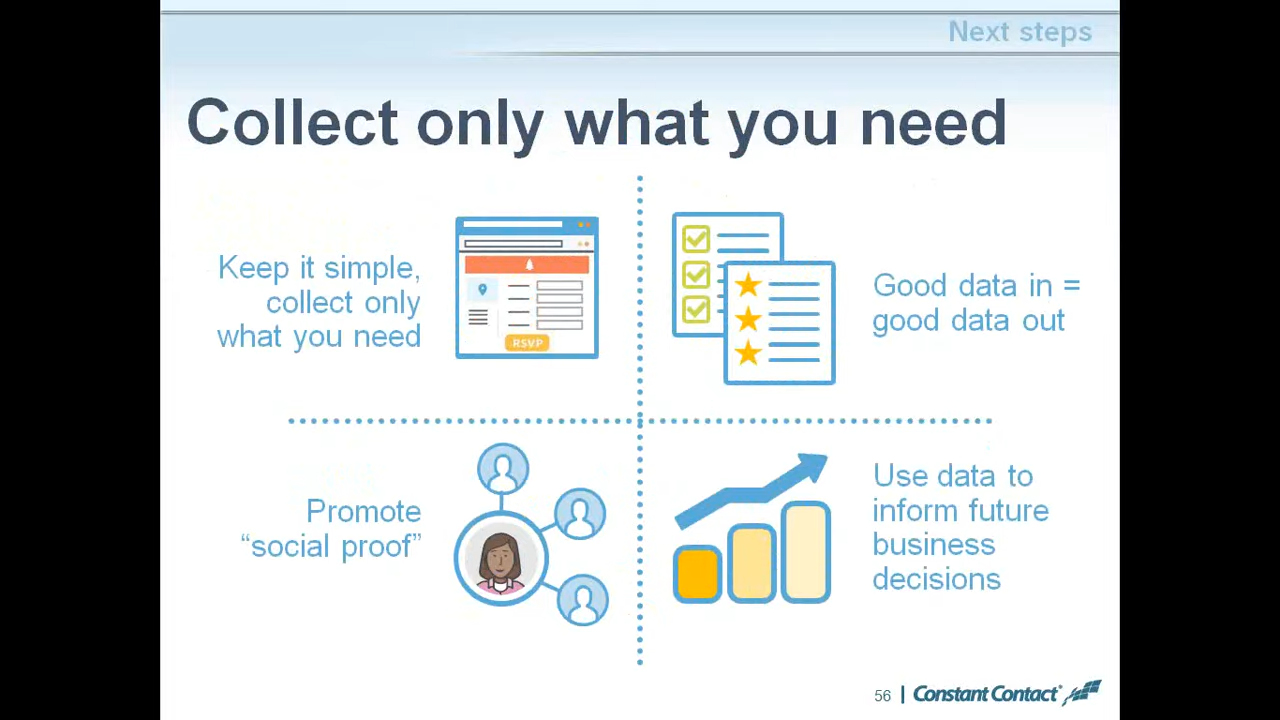 Next steps
Collect only what you need
Keep it simple,
collect only
what you need
RSVP
Good data in =
good data out
Promote
“social proof”
Use data to
inform future
business
decisions
56 | Constant Contact®